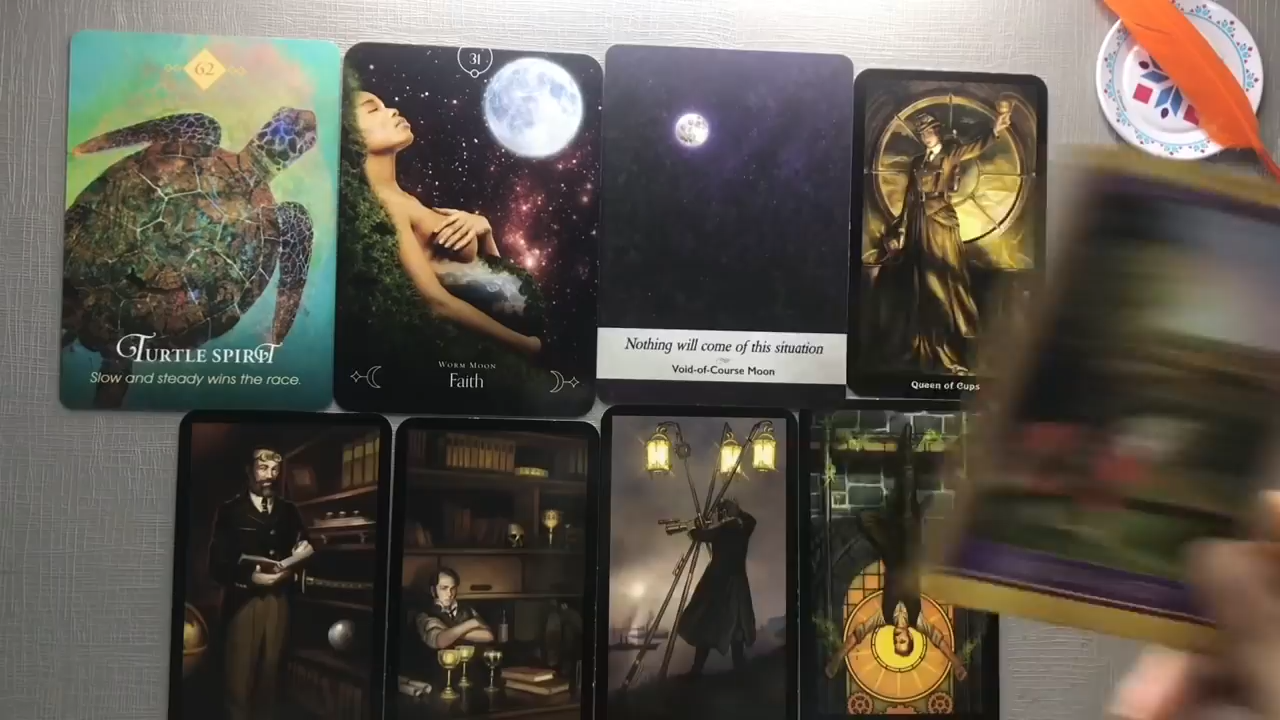 62
TURTLE SPIRIT
Slow and steady wins the race.
31
WORM MOON
Faith
Nothing will come of this situation
Void-of-Course Moon
Queen of Cups